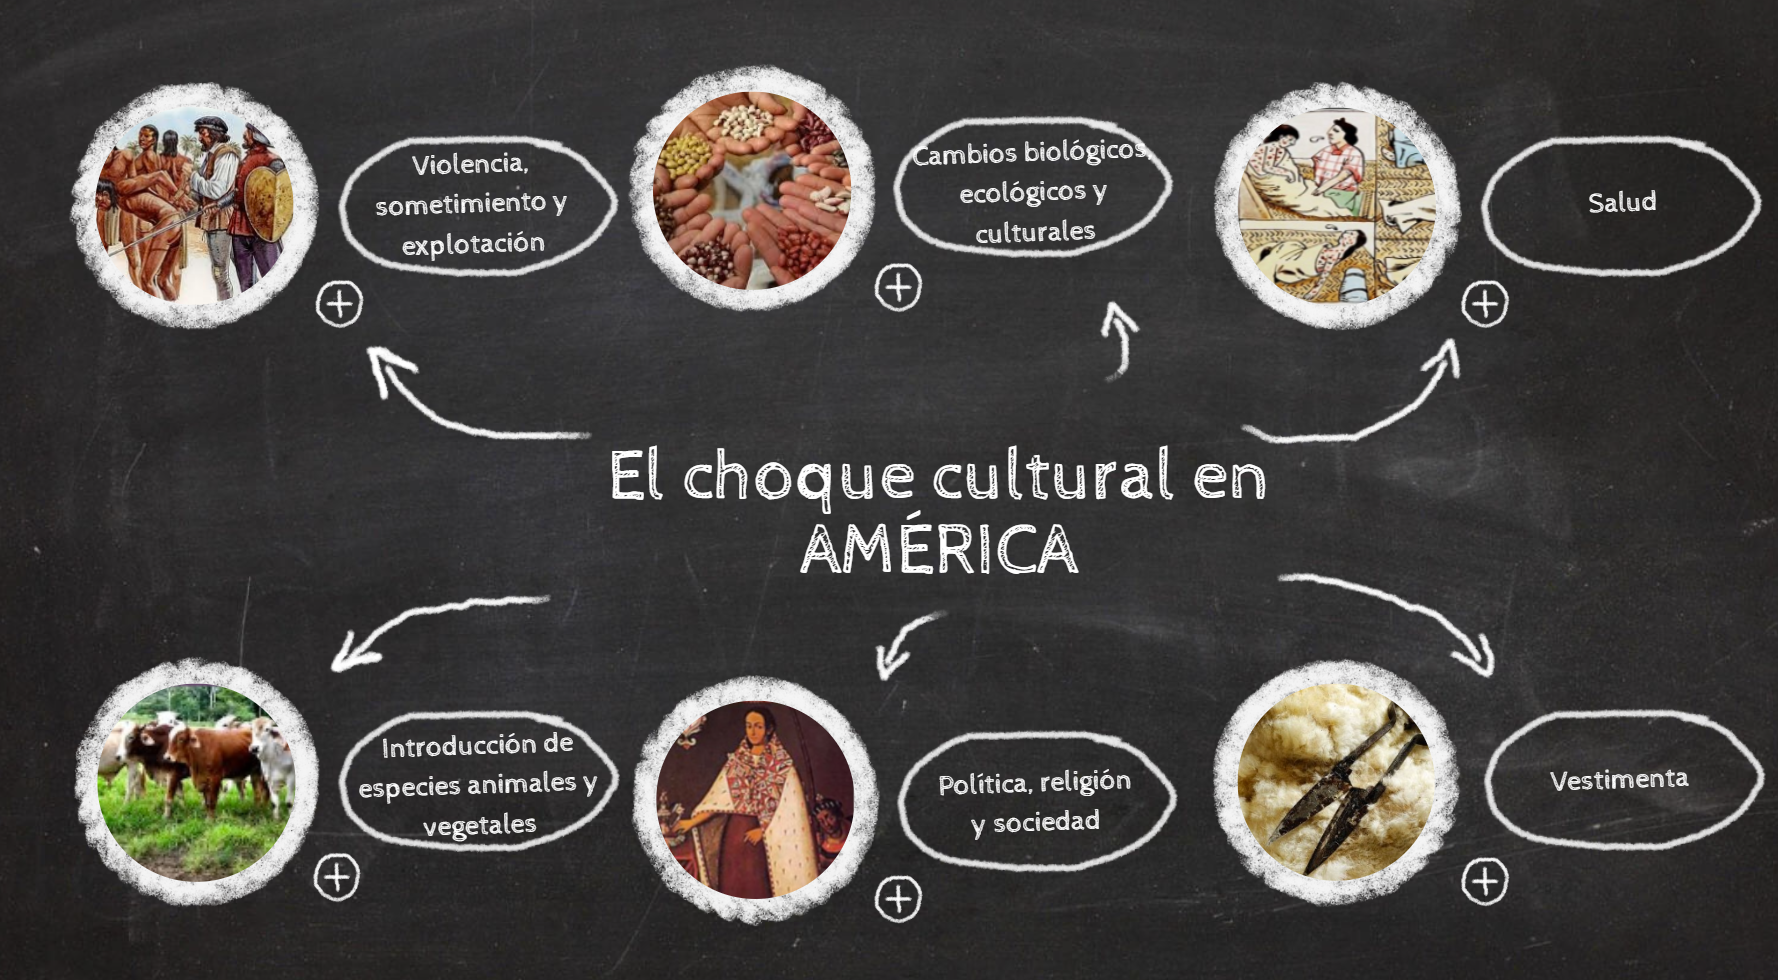 Violencia,
sometimiento y
explotación
Cambios biológicos,
ecológicos y
culturales
Salud
El choque cultural en
AMÉRICA
Introducción de
especies animales y
vegetales
Política, religión
y sociedad
Vestimenta